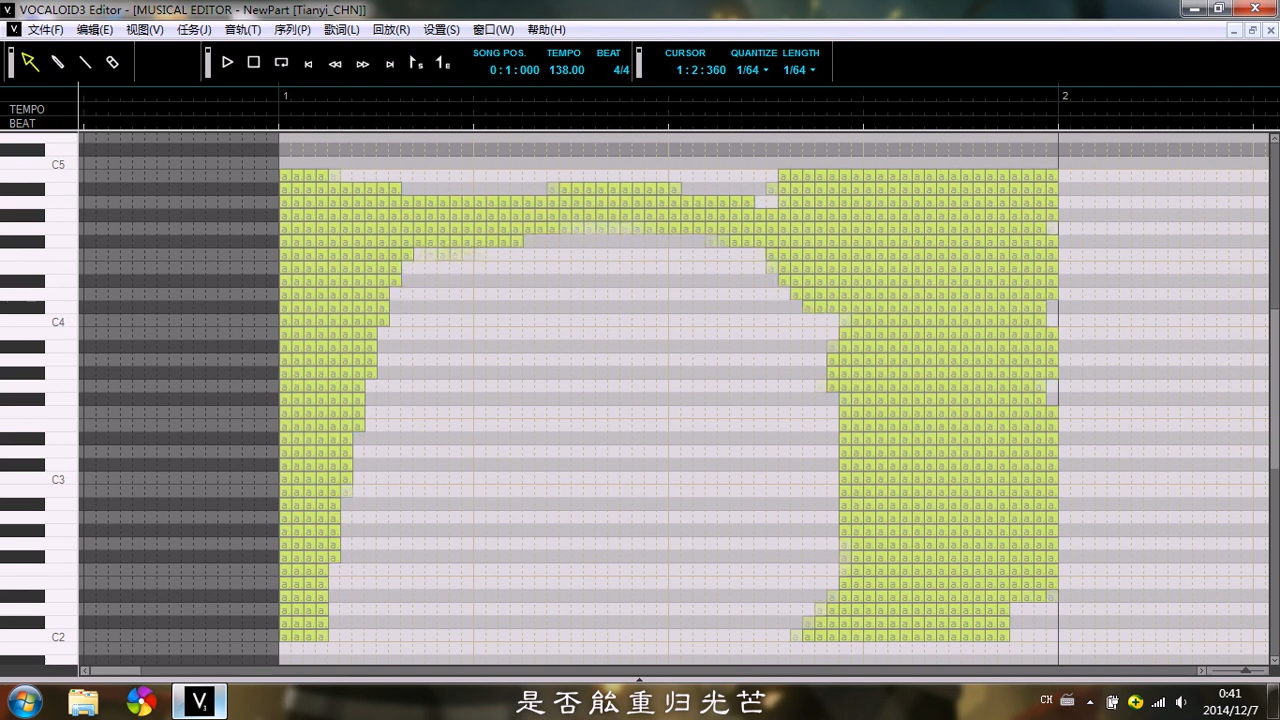 VOCALOID3 Editor - [MUSICAL EDITOR - NewPart [Tianyi_CHN]]
文件(F) 编辑(E) 视图(V) 任务(J) 音轨(T) 序列(P) 歌词(L) 回放(R) 设置(S) 窗口(W) 帮助(H)
SONG POS. TEMPO BEAT CURSOR QUANTIZE LENGTH
0:1:000 138.00 4/4 1:2:360 1/64 1/64
1 2
TEMPO
BEAT
C5
C4
C3
C2
是否能重归光芒
CH
0:41
2014/12/7